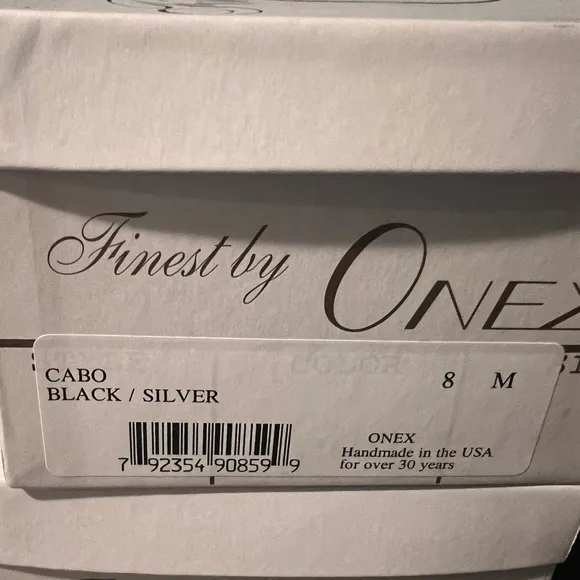 Finest by ONEX
CABO 8 M
BLACK / SILVER
7 92354 90859 9
ONEX
Handmade in the USA
for over 30 years